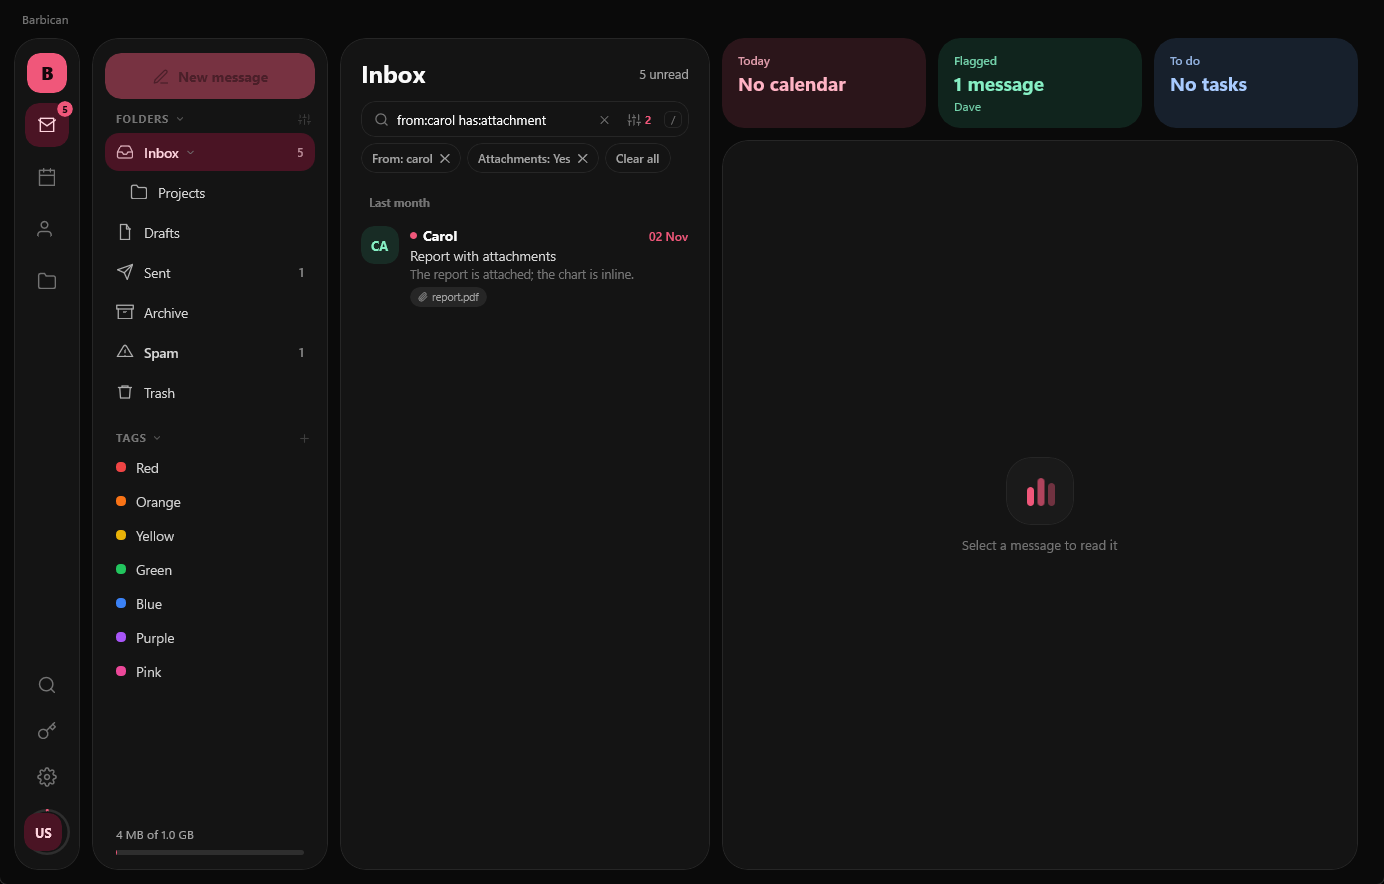 Barbican
B
5
New message
FOLDERS
Inbox 5
Projects
Drafts
Sent 1
Archive
Spam 1
Trash
TAGS
Red
Orange
Yellow
Green
Blue
Purple
Pink
4 MB of 1.0 GB
US
Inbox
5 unread
from:carol has:attachment
2
/
From: carol
Attachments: Yes
Clear all
Last month
CA
Carol
02 Nov
Report with attachments
The report is attached; the chart is inline.
report.pdf
Today
No calendar
Flagged
1 message
Dave
To do
No tasks
Select a message to read it